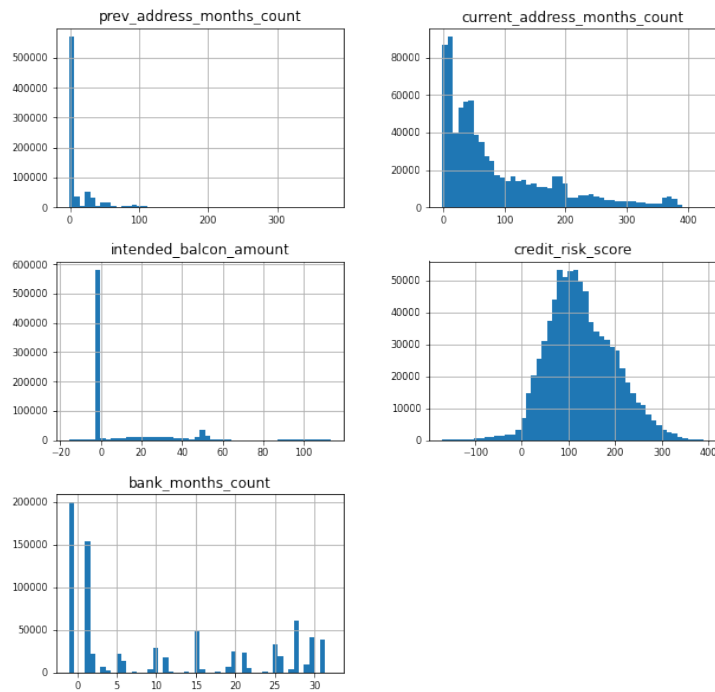 prev_address_months_count
500000
400000
300000
200000
100000
0
0 100 200 300
current_address_months_count
80000
60000
40000
20000
0
0 100 200 300 400
intended_balcon_amount
600000
500000
400000
300000
200000
100000
0
−20 0 20 40 60 80 100 120
credit_risk_score
50000
40000
30000
20000
10000
0
−100 0 100 200 300 400
bank_months_count
200000
150000
100000
50000
0
0 5 10 15 20 25 30